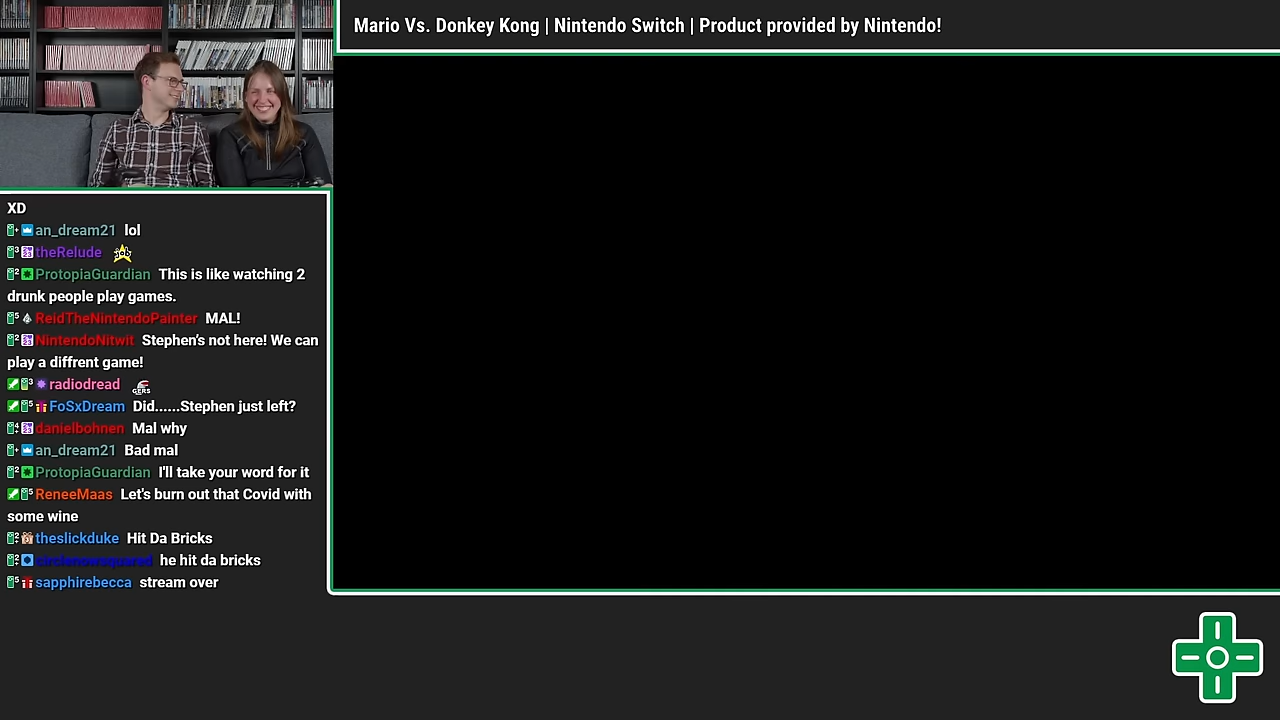 Mario Vs. Donkey Kong | Nintendo Switch | Product provided by Nintendo!
XD
an_dream21 lol
theRelude
ProtopiaGuardian This is like watching 2
drunk people play games.
ReidTheNintendoPainter MAL!
NintendoNitwit Stephen's not here! We can
play a diffrent game!
radiodread GERS
FoSxDream Did......Stephen just left?
danielbohnen Mal why
an_dream21 Bad mal
ProtopiaGuardian I'll take your word for it
ReneeMaas Let's burn out that Covid with
some wine
theslickduke Hit Da Bricks
he hit da bricks
sapphirebecca stream over